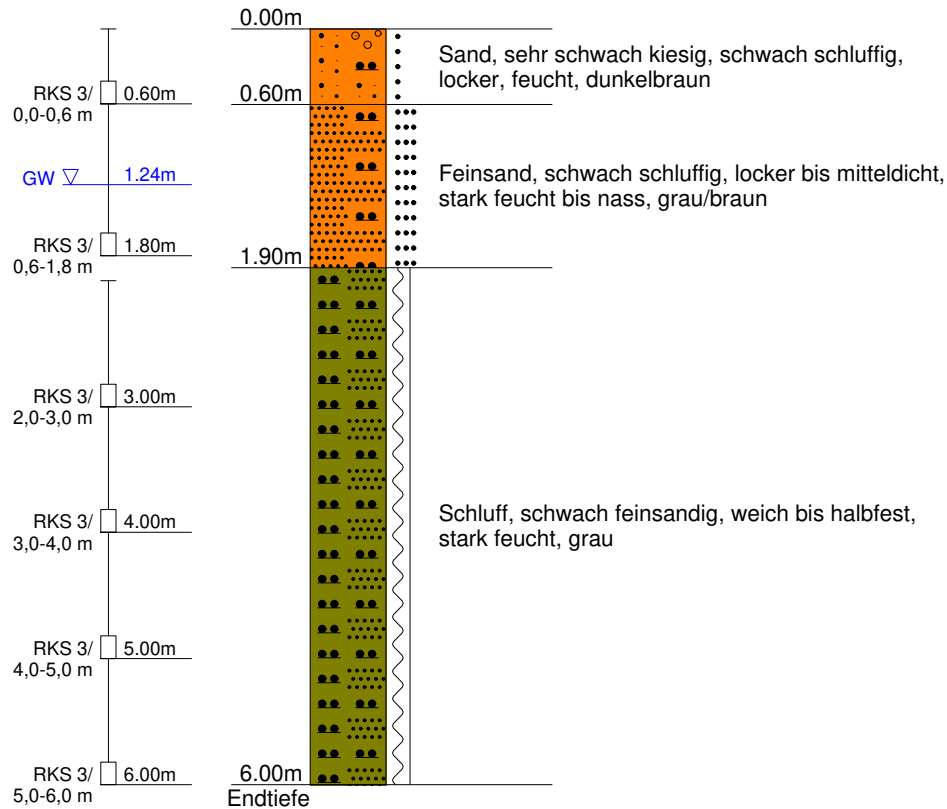 0.00m
Sand, sehr schwach kiesig, schwach schluffig,
locker, feucht, dunkelbraun
RKS 3/
0,0-0,6 m
0.60m
0.60m
Feinsand, schwach schluffig, locker bis mitteldicht,
stark feucht bis nass, grau/braun
GW
1.24m
RKS 3/
0,6-1,8 m
1.80m
1.90m
RKS 3/
2,0-3,0 m
3.00m
RKS 3/
3,0-4,0 m
4.00m
Schluff, schwach feinsandig, weich bis halbfest,
stark feucht, grau
RKS 3/
4,0-5,0 m
5.00m
RKS 3/
5,0-6,0 m
6.00m
6.00m
Endtiefe